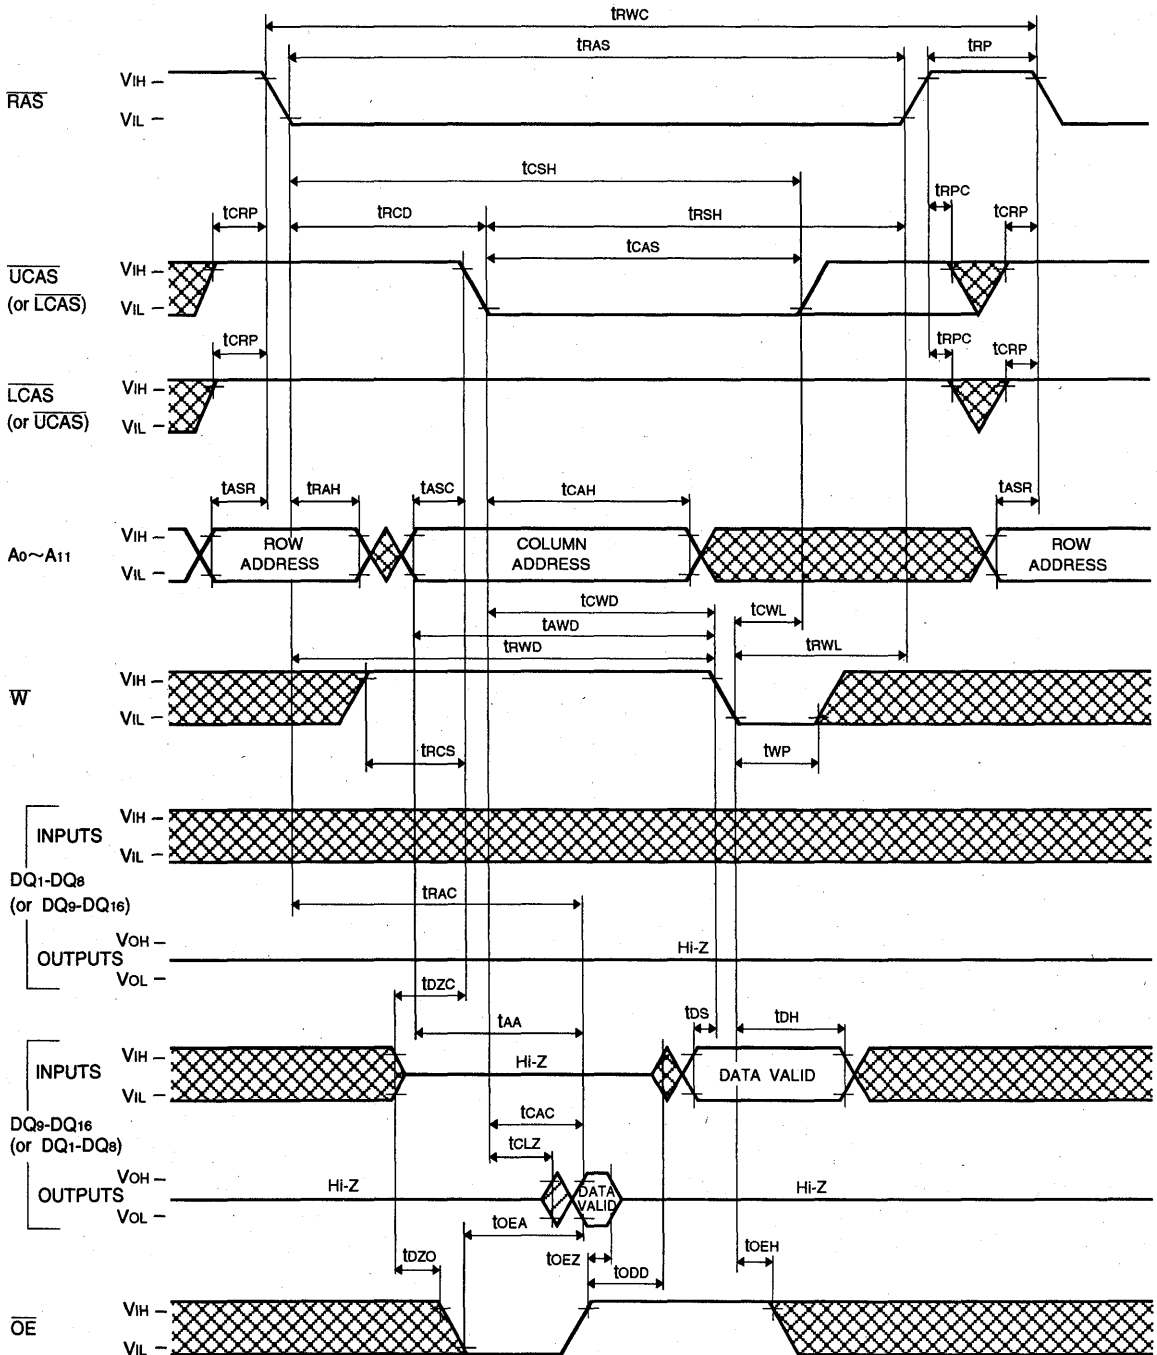 tRWC
tRAS
tRP
RAS
VIH
VIL
tCSH
tRPC
tCRP
tRCD
tRSH
tCRP
tCAS
UCAS
(or LCAS)
VIH
VIL
tCRP
tRPC
tCRP
LCAS
(or UCAS)
VIH
VIL
tASR
tRAH
tASC
tCAH
tASR
A0~A11
VIH
VIL
ROW
ADDRESS
COLUMN
ADDRESS
ROW
ADDRESS
tCWD
tCWL
tAWD
tRWD
tRWL
W
VIH
VIL
tRCS
tWP
INPUTS
VIH
VIL
DQ1-DQ8
(or DQ9-DQ16)
tRAC
OUTPUTS
VOH
VOL
Hi-Z
tDZC
tAA
tDS
tDH
INPUTS
VIH
VIL
Hi-Z
DATA VALID
DQ9-DQ16
(or DQ1-DQ8)
tCAC
tCLZ
OUTPUTS
VOH
VOL
Hi-Z
DATA
VALID
Hi-Z
tOEA
tDZO
tOEZ
tODD
tOEH
OE
VIH
VIL